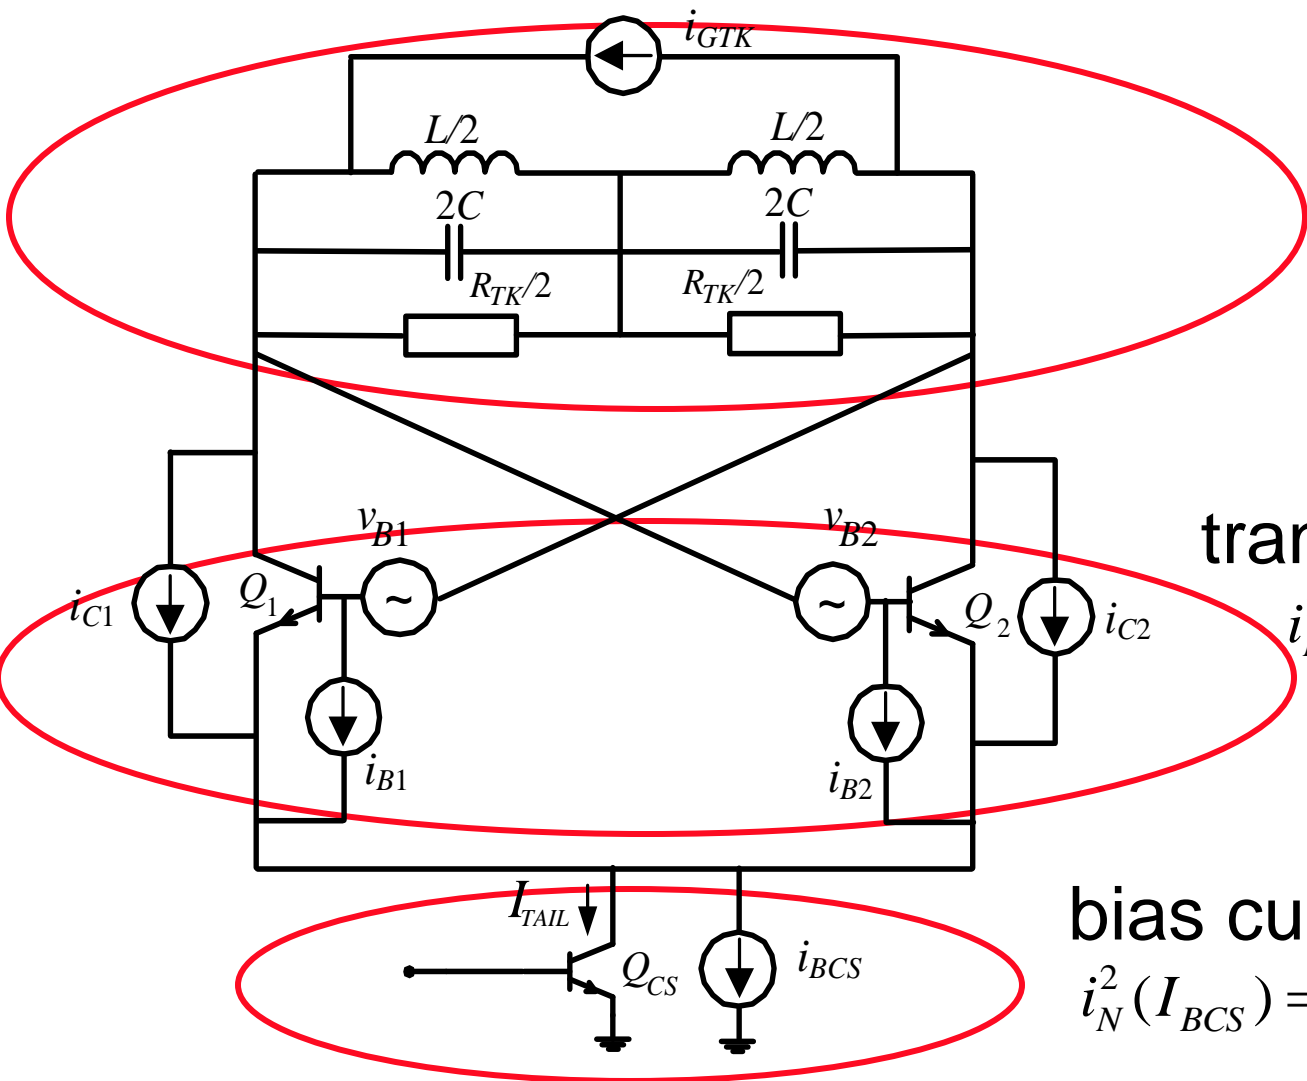 i_GTK
L/2 L/2
2C 2C
R_TK/2 R_TK/2
v_B1 v_B2
i_C1 Q_1 ~ ~ Q_2 i_C2
i_B1 i_B2
I_TAIL
Q_CS i_BCS
tran
bias cu
i_N^2(I_BCS) =